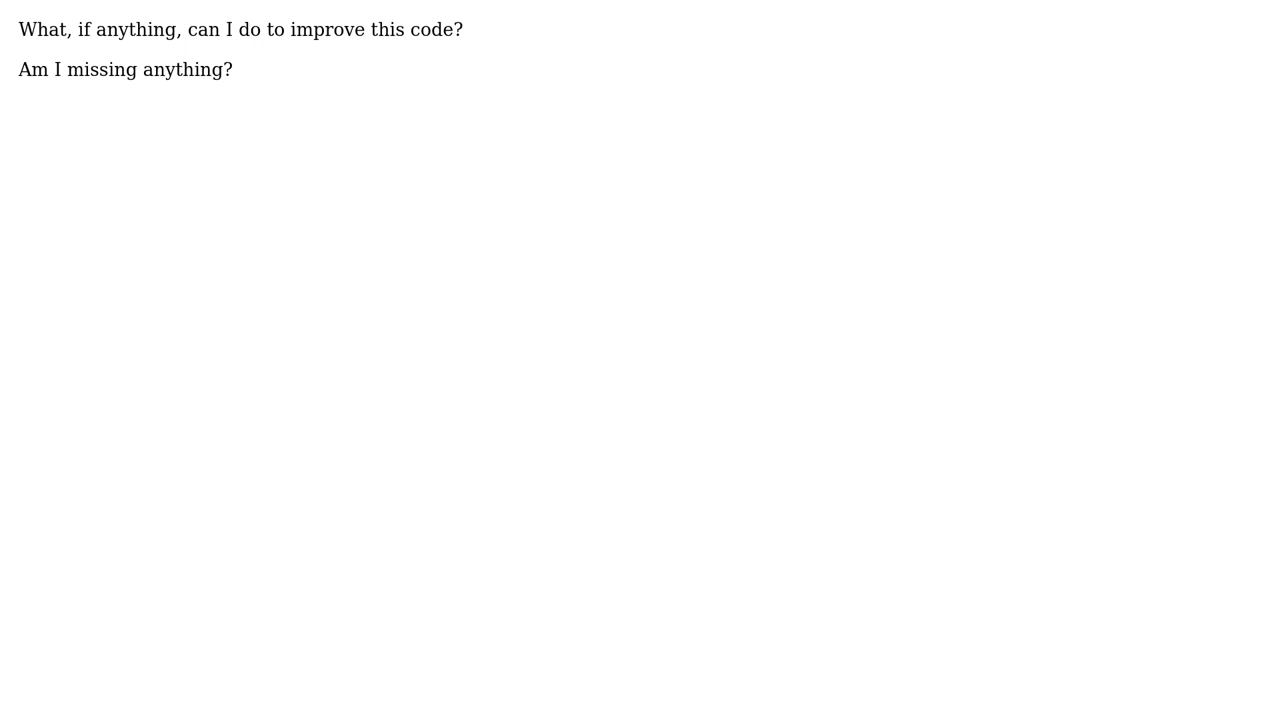 What, if anything, can I do to improve this code?
Am I missing anything?